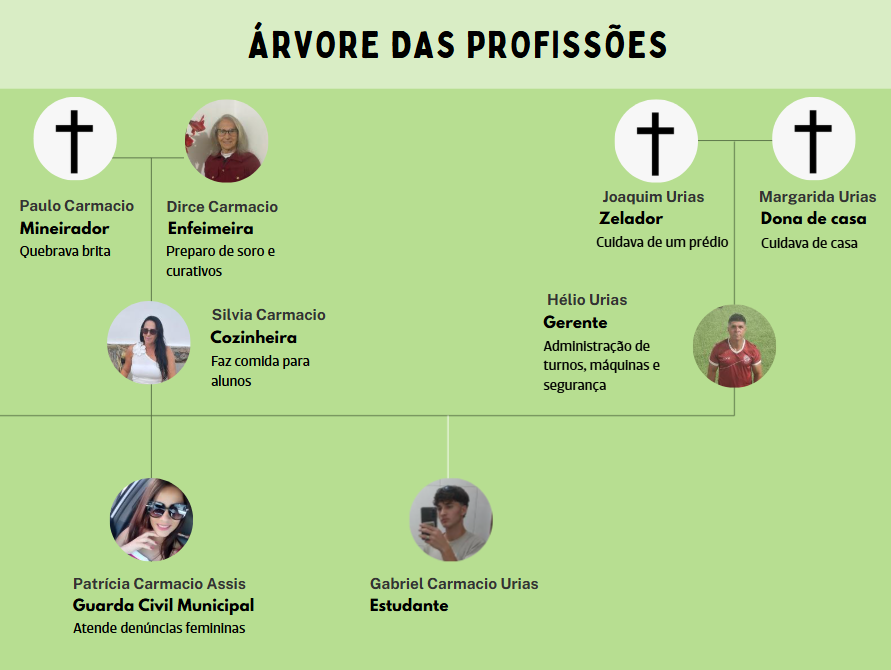 ÁRVORE DAS PROFISSÕES
Paulo Carmacio
Mineirador
Quebrava brita
Dirce Carmacio
Enfeimeira
Preparo de soro e
curativos
Joaquim Urias
Zelador
Cuidava de um prédio
Margarida Urias
Dona de casa
Cuidava de casa
Silvia Carmacio
Cozinheira
Faz comida para
alunos
Hélio Urias
Gerente
Administração de
turnos, máquinas e
segurança
Patrícia Carmacio Assis
Guarda Civil Municipal
Atende denúncias femininas
Gabriel Carmacio Urias
Estudante